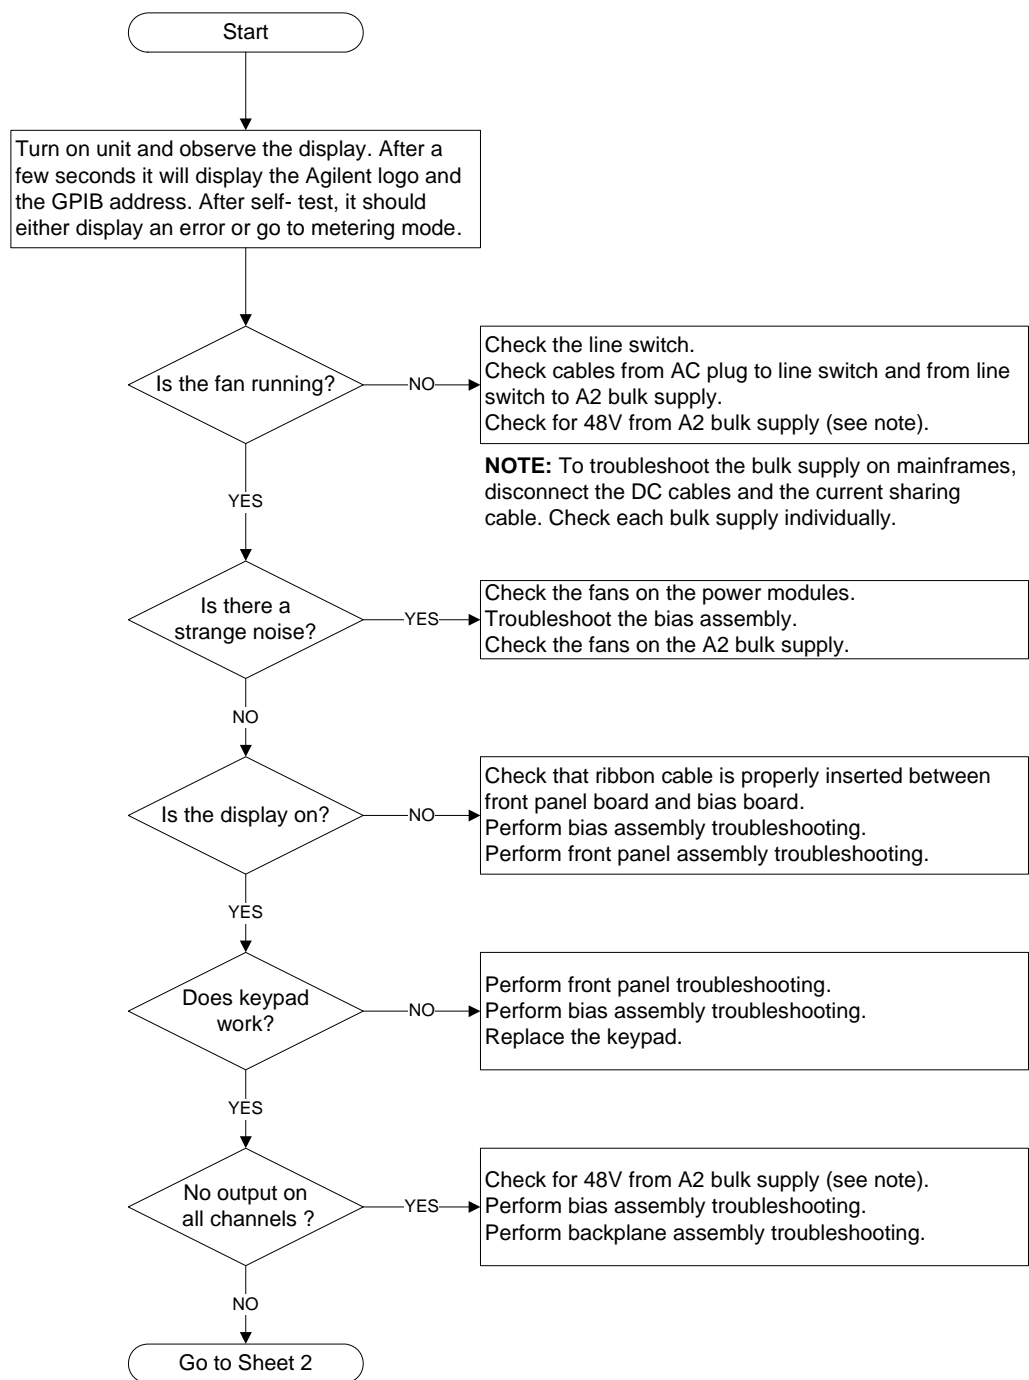 Start
Turn on unit and observe the display. After a
few seconds it will display the Agilent logo and
the GPIB address. After self- test, it should
either display an error or go to metering mode.
Is the fan running?
NO
Check the line switch.
Check cables from AC plug to line switch and from line
switch to A2 bulk supply.
Check for 48V from A2 bulk supply (see note).
NOTE: To troubleshoot the bulk supply on mainframes,
disconnect the DC cables and the current sharing
cable. Check each bulk supply individually.
YES
Is there a
strange noise?
YES
Check the fans on the power modules.
Troubleshoot the bias assembly.
Check the fans on the A2 bulk supply.
NO
Is the display on?
NO
Check that ribbon cable is properly inserted between
front panel board and bias board.
Perform bias assembly troubleshooting.
Perform front panel assembly troubleshooting.
YES
Does keypad
work?
NO
Perform front panel troubleshooting.
Perform bias assembly troubleshooting.
Replace the keypad.
YES
No output on
all channels ?
YES
Check for 48V from A2 bulk supply (see note).
Perform bias assembly troubleshooting.
Perform backplane assembly troubleshooting.
NO
Go to Sheet 2